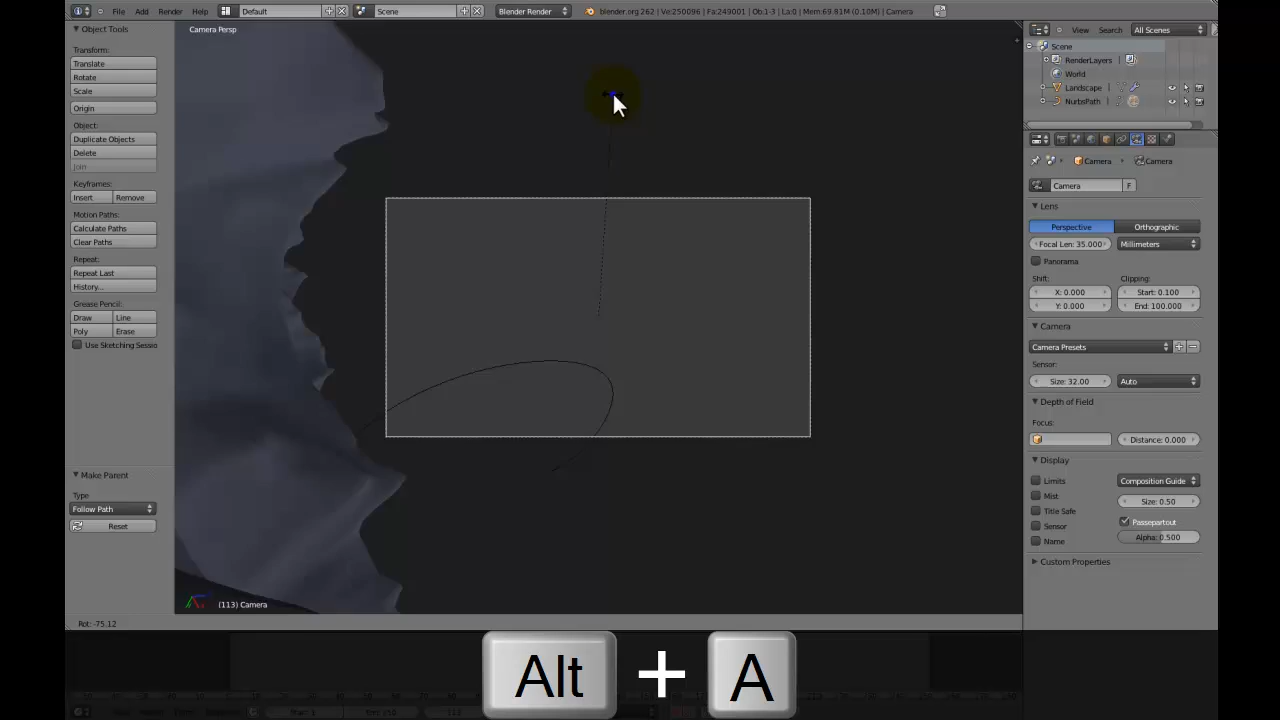 File Add Render Help Default Scene Blender Render blender.org 262 | Ve:250096 | Fa:249001 | Ob:1-3 | La:0 | Mem:69.81M (0.10M) | Camera
Object Tools
Camera Persp
View Search All Scenes
Transform:
Translate
Rotate
Scale
Origin
Object:
Duplicate Objects
Delete
Join
Keyframes:
Insert Remove
Motion Paths:
Calculate Paths
Clear Paths
Repeat:
Repeat Last
History...
Grease Pencil:
Draw Line
Poly Erase
Use Sketching Sessio
Make Parent
Type
Follow Path
Reset
Scene
RenderLayers
World
Landscape
NurbsPath
Camera Camera
Camera F
Lens
Perspective Orthographic
Focal Len: 35.000 Millimeters
Panorama
Shift: Clipping:
X: 0.000 Start: 0.100
Y: 0.000 End: 100.000
Camera
Camera Presets
Sensor:
Size: 32.00 Auto
Depth of Field
Focus:
Distance: 0.000
Display
Limits Composition Guide
Mist Size: 0.50
Title Safe Passepartout
Sensor Alpha: 0.500
Name
Custom Properties
(113) Camera
Rot: -75.12
Alt + A